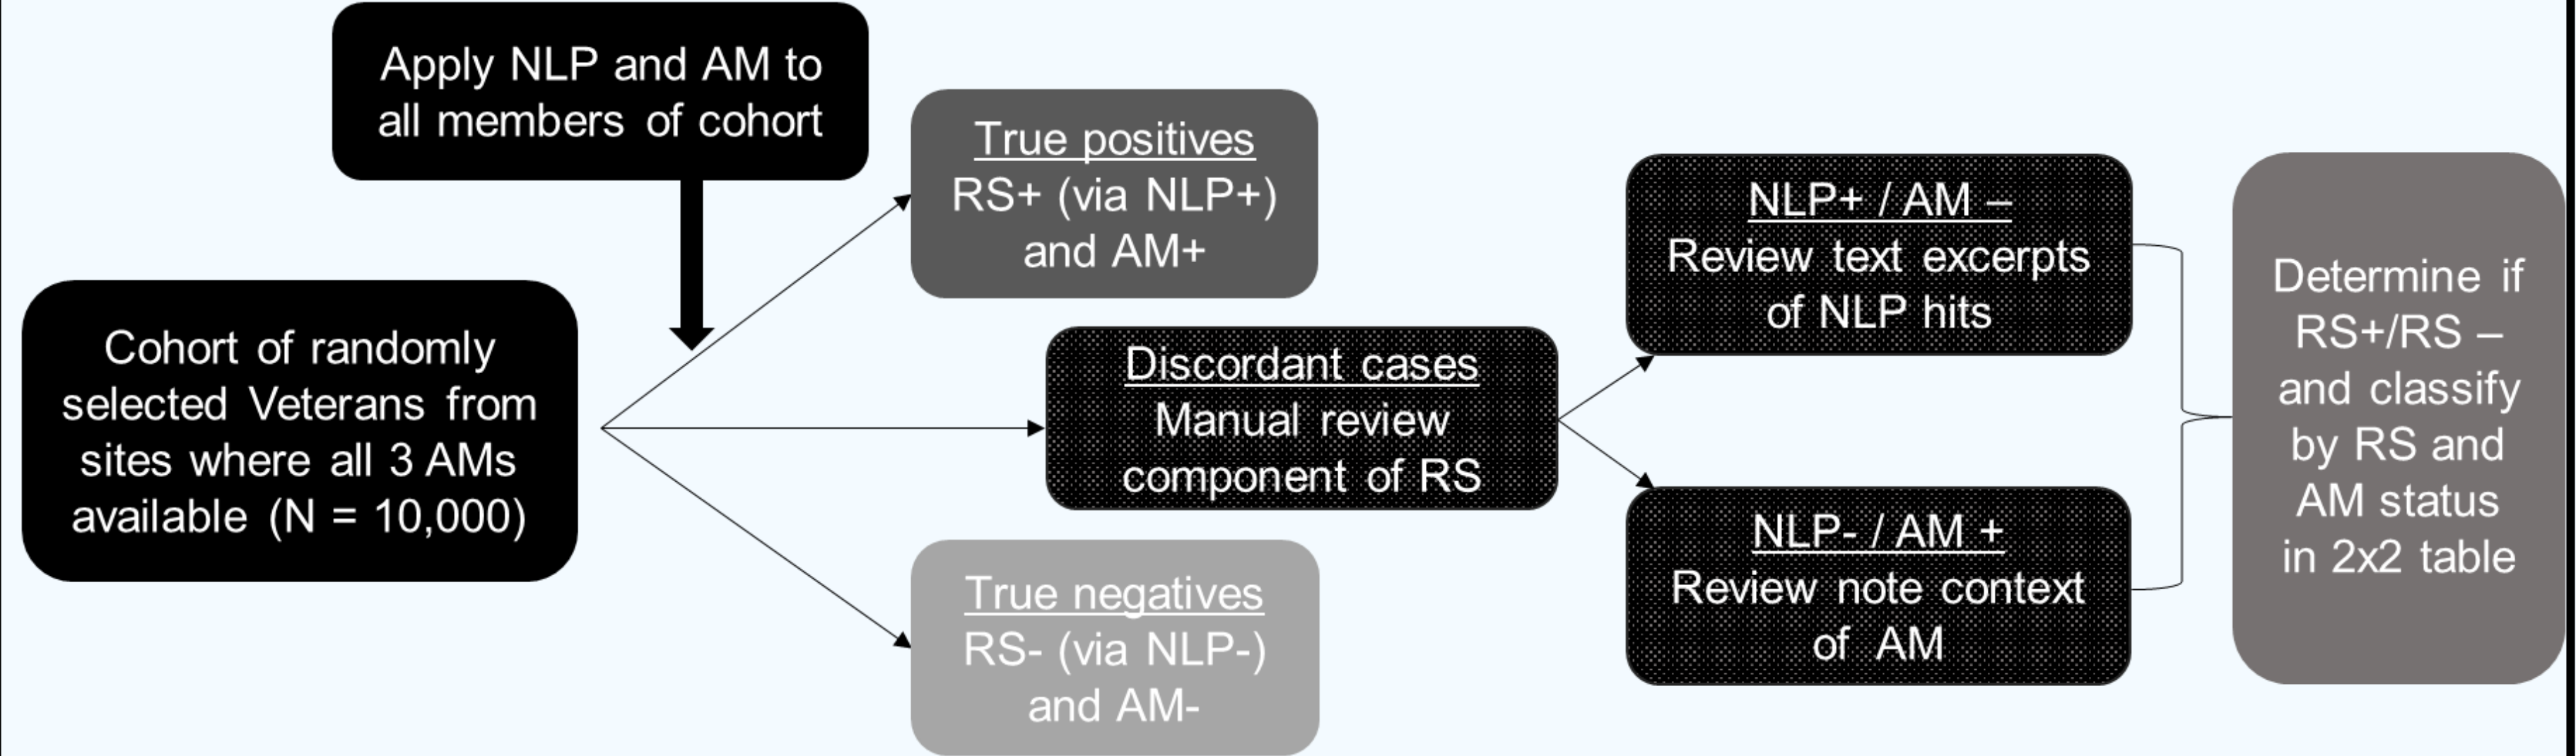 Apply NLP and AM to
all members of cohort
Cohort of randomly
selected Veterans from
sites where all 3 AMs
available (N = 10,000)
True positives
RS+ (via NLP+)
and AM+
Discordant cases
Manual review
component of RS
True negatives
RS- (via NLP-)
and AM-
NLP+ / AM –
Review text excerpts
of NLP hits
NLP- / AM +
Review note context
of AM
Determine if
RS+/RS –
and classify
by RS and
AM status
in 2x2 table